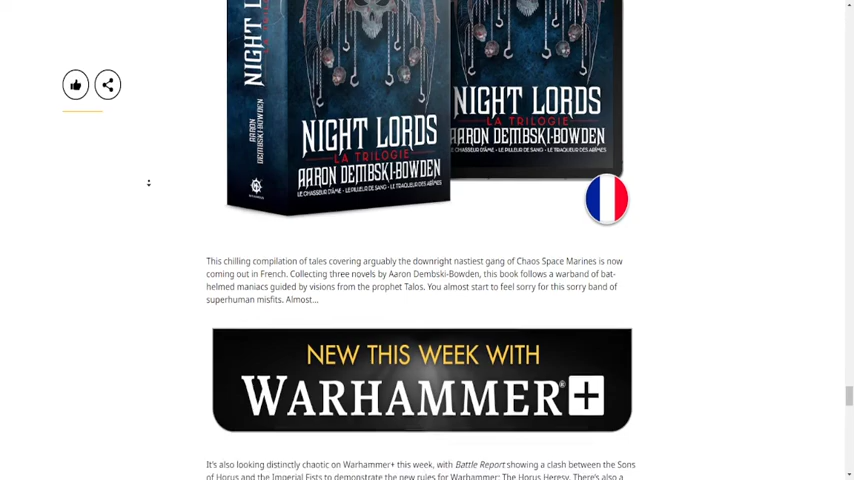 NIGHT L
AARON DEMBSKI-BOWDEN
NIGHT LORDS
LA TRILOGIE
AARON DEMBSKI-BOWDEN
LE CHASSEUR D'ÂME • LE PILLEUR DE SANG • LE TRAQUEUR DES ABÎMES
NIGHT LORDS
LA TRILOGIE
AARON DEMBSKI-BOWDEN
LE CHASSEUR D'ÂME • LE PILLEUR DE SANG • LE TRAQUEUR DES ABÎMES
This chilling compilation of tales covering arguably the downright nastiest gang of Chaos Space Marines is now
coming out in French. Collecting three novels by Aaron Dembski-Bowden, this book follows a warband of bat-
helmed maniacs guided by visions from the prophet Talos. You almost start to feel sorry for this sorry band of
superhuman misfits. Almost...
NEW THIS WEEK WITH
WARHAMMER®+
It's also looking distinctly chaotic on Warhammer+ this week, with Battle Report showing a clash between the Sons
of Horus and the Imperial Fists to demonstrate the new rules for Warhammer: The Horus Heresy. There's also a